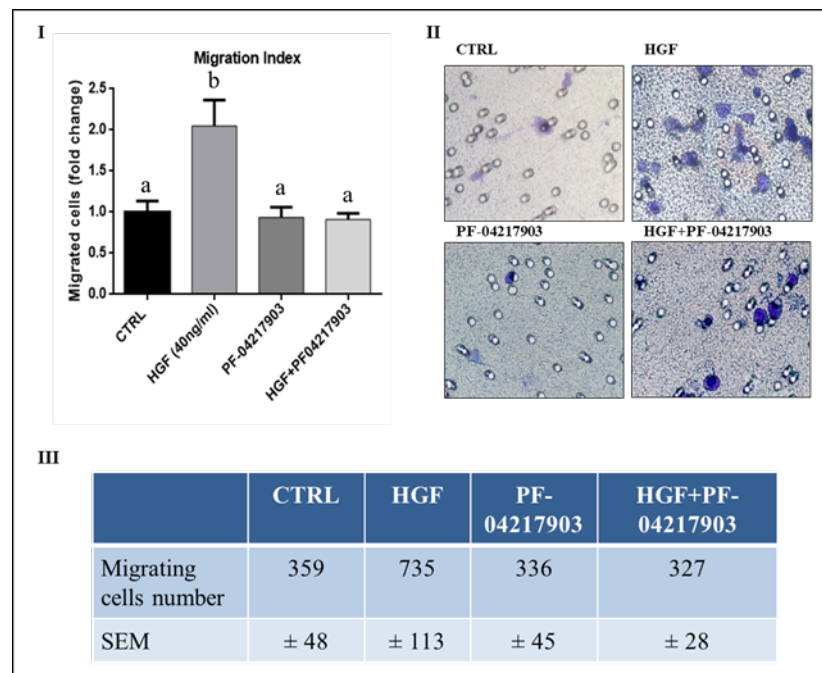 I
Migration Index
Migrated cells (fold change)
2.5
2.0
1.5
1.0
0.5
0.0
a
b
a
a
CTRL
HGF (40ng/ml)
PF-04217903
HGF+PF04217903
II
CTRL
HGF
PF-04217903
HGF+PF-04217903
III
CTRL HGF PF- HGF+PF-
04217903 04217903
Migrating 359 735 336 327
cells number
SEM ± 48 ± 113 ± 45 ± 28